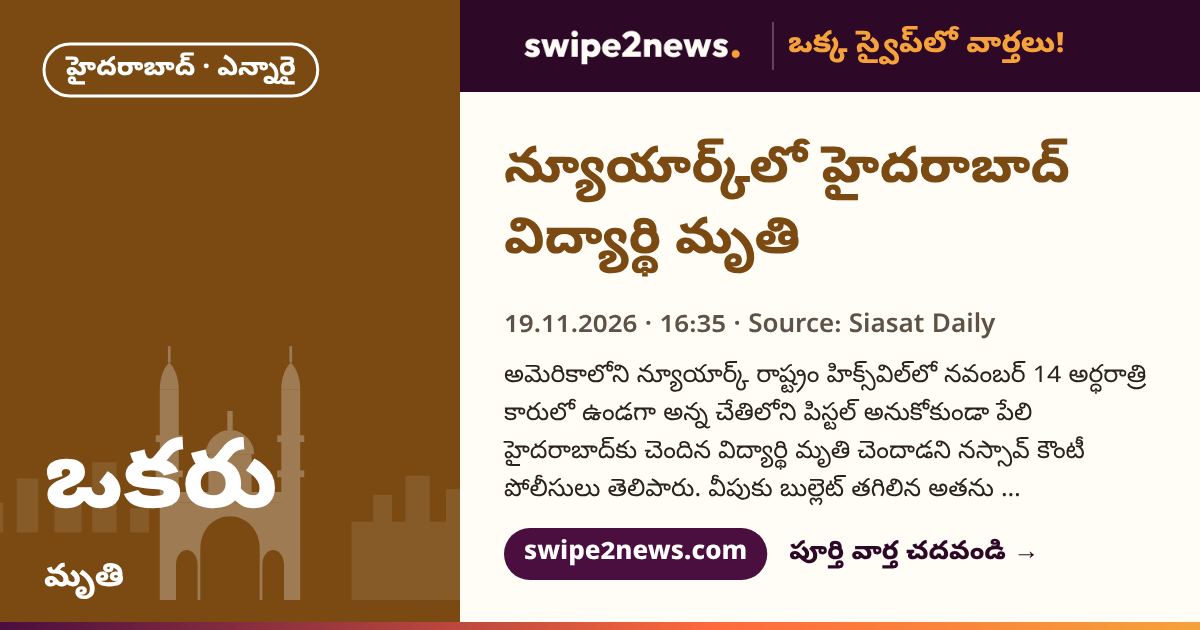 హైదరాబాద్ · ఎన్నారై
ఒకరు
మృతి
swipe2news.
ఒక్క స్వైప్‌లో వార్తలు!
న్యూయార్క్‌లో హైదరాబాద్
విద్యార్థి మృతి
19.11.2026 · 16:35 · Source: Siasat Daily
అమెరికాలోని న్యూయార్క్ రాష్ట్రం హిక్స్‌విల్‌లో నవంబర్ 14 అర్ధరాత్రి
కారులో ఉండగా అన్న చేతిలోని పిస్టల్ అనుకోకుండా పేలి
హైదరాబాద్‌కు చెందిన విద్యార్థి మృతి చెందాడని నస్సావ్ కౌంటీ
పోలీసులు తెలిపారు. వీపుకు బుల్లెట్ తగిలిన అతను ...
swipe2news.com
పూర్తి వార్త చదవండి →